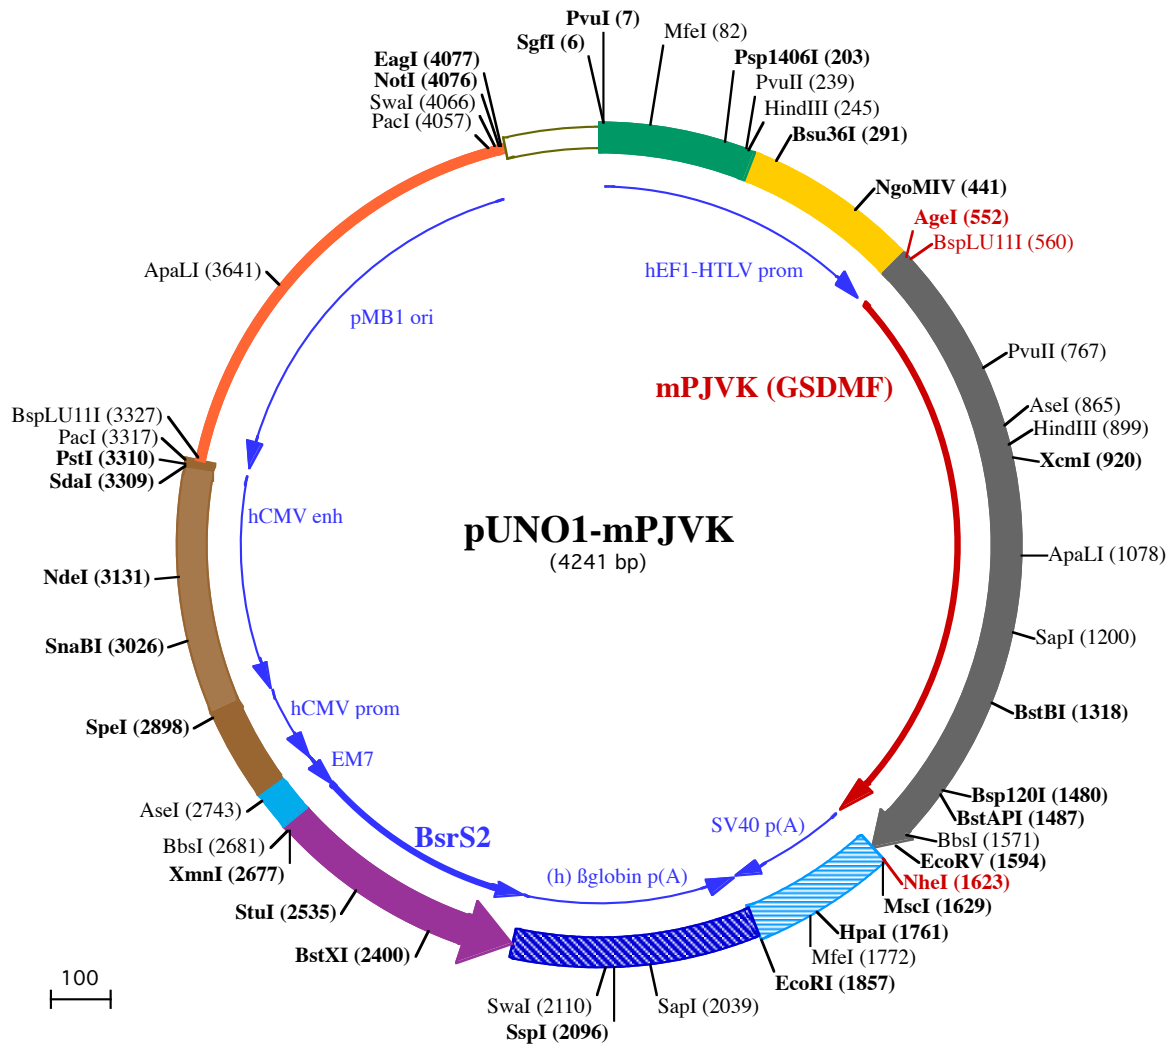 PvuI (7)
SgfI (6)
MfeI (82)
EagI (4077)
NotI (4076)
SwaI (4066)
PacI (4057)
Psp1406I (203)
PvuII (239)
HindIII (245)
Bsu36I (291)
NgoMIV (441)
AgeI (552)
BspLU11I (560)
ApaLI (3641)
hEF1-HTLV prom
pMB1 ori
PvuII (767)
mPJVK (GSDMF)
AseI (865)
HindIII (899)
XcmI (920)
BspLU11I (3327)
PacI (3317)
PstI (3310)
SdaI (3309)
hCMV enh
pUNO1-mPJVK
(4241 bp)
ApaLI (1078)
NdeI (3131)
SnaBI (3026)
SapI (1200)
SpeI (2898)
hCMV prom
BstBI (1318)
EM7
AseI (2743)
BbsI (2681)
XmnI (2677)
BsrS2
SV40 p(A)
Bsp120I (1480)
BstAPI (1487)
BbsI (1571)
EcoRV (1594)
NheI (1623)
MscI (1629)
(h) ßglobin p(A)
StuI (2535)
BstXI (2400)
HpaI (1761)
MfeI (1772)
EcoRI (1857)
100
SwaI (2110)
SspI (2096)
SapI (2039)